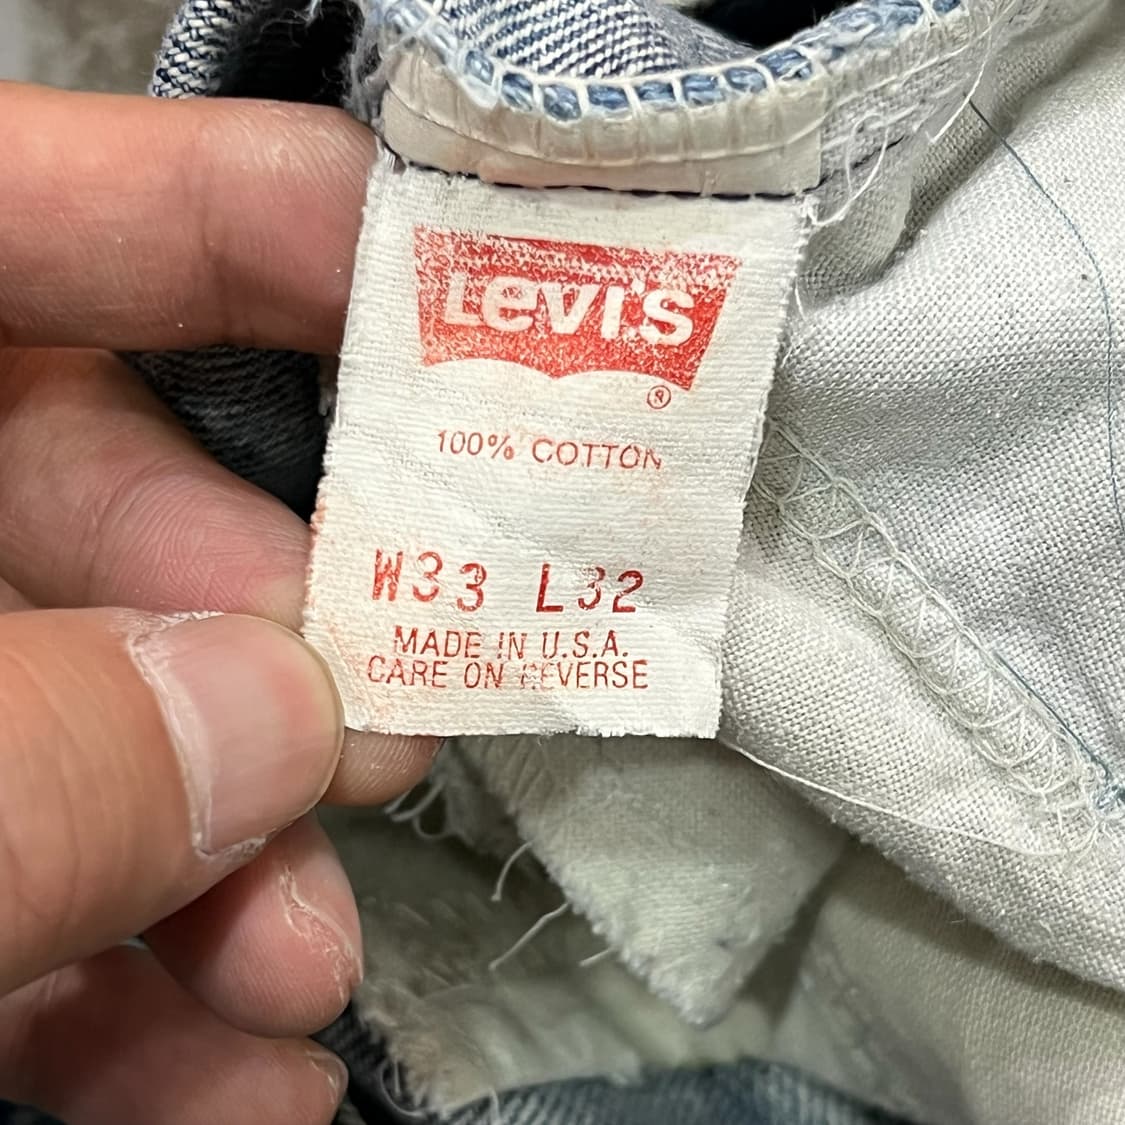 Levi's
®
100% COTTON
W33 L32
MADE IN U.S.A.
CARE ON REVERSE